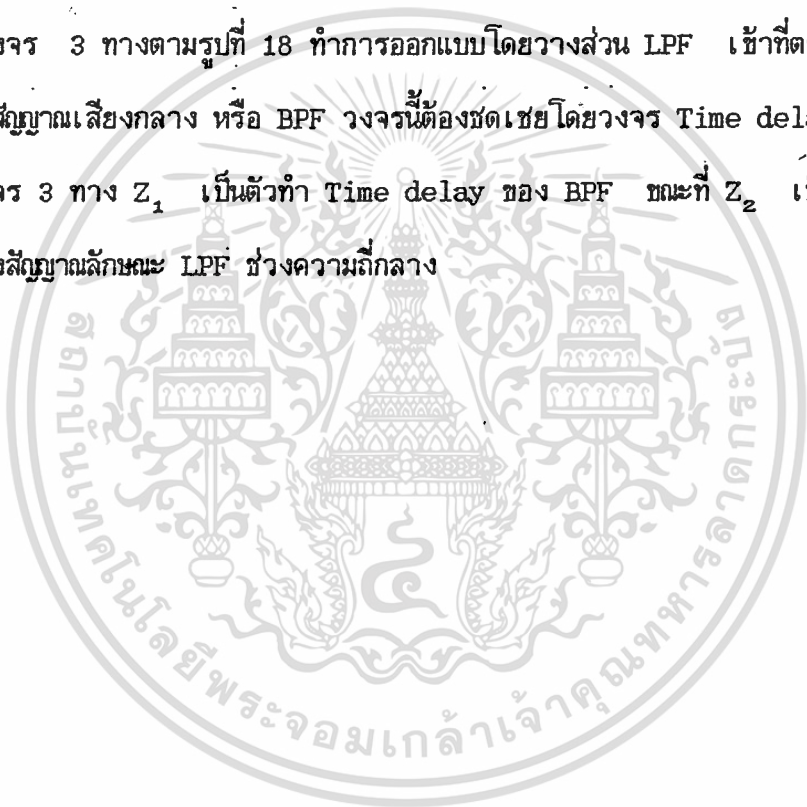 งจร 3 ทางตามรูปที่ 18 ทำการออกแบบโดยวางส่วน LPF เข้าที่ต
สัญญาณเสียงกลาง หรือ BPF วงจรนี้ต้องชดเชยโดยวงจร Time del
จร 3 ทาง Z₁ เป็นตัวทำ Time delay ของ BPF ขณะที่ Z₂
งสัญญาณลักษณะ LPF ช่วงความถี่กลาง
สถาบันเทคโนโลยีพระจอมเกล้าเจ้าคุณทหารลาดกระบัง